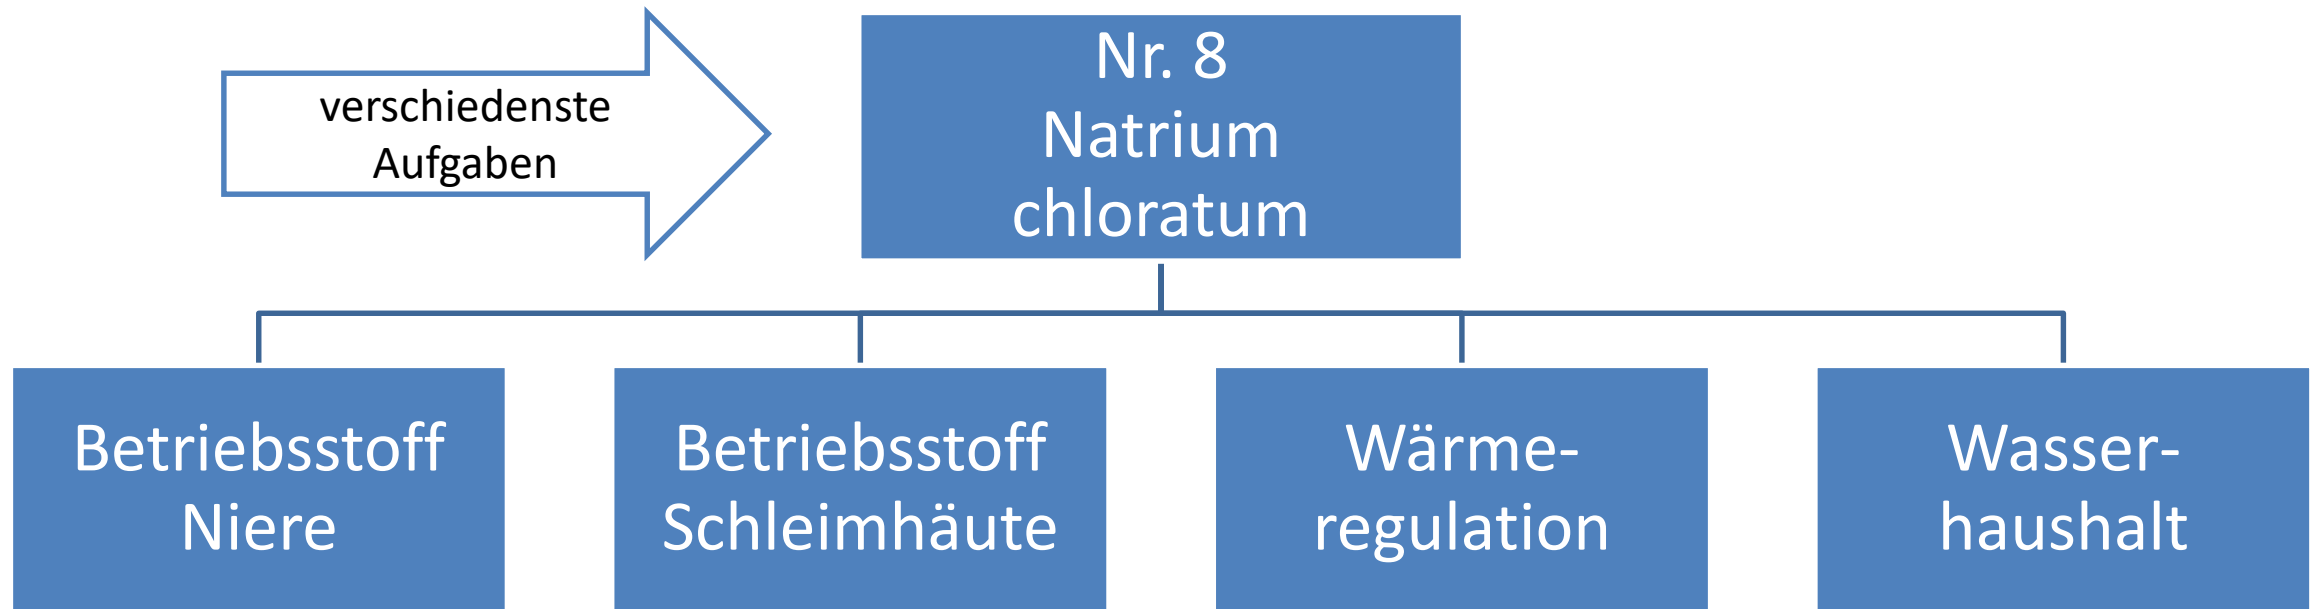 verschiedenste
Aufgaben
Nr. 8
Natrium
chloratum
Betriebsstoff
Niere
Betriebsstoff
Schleimhäute
Wärme-
regulation
Wasser-
haushalt